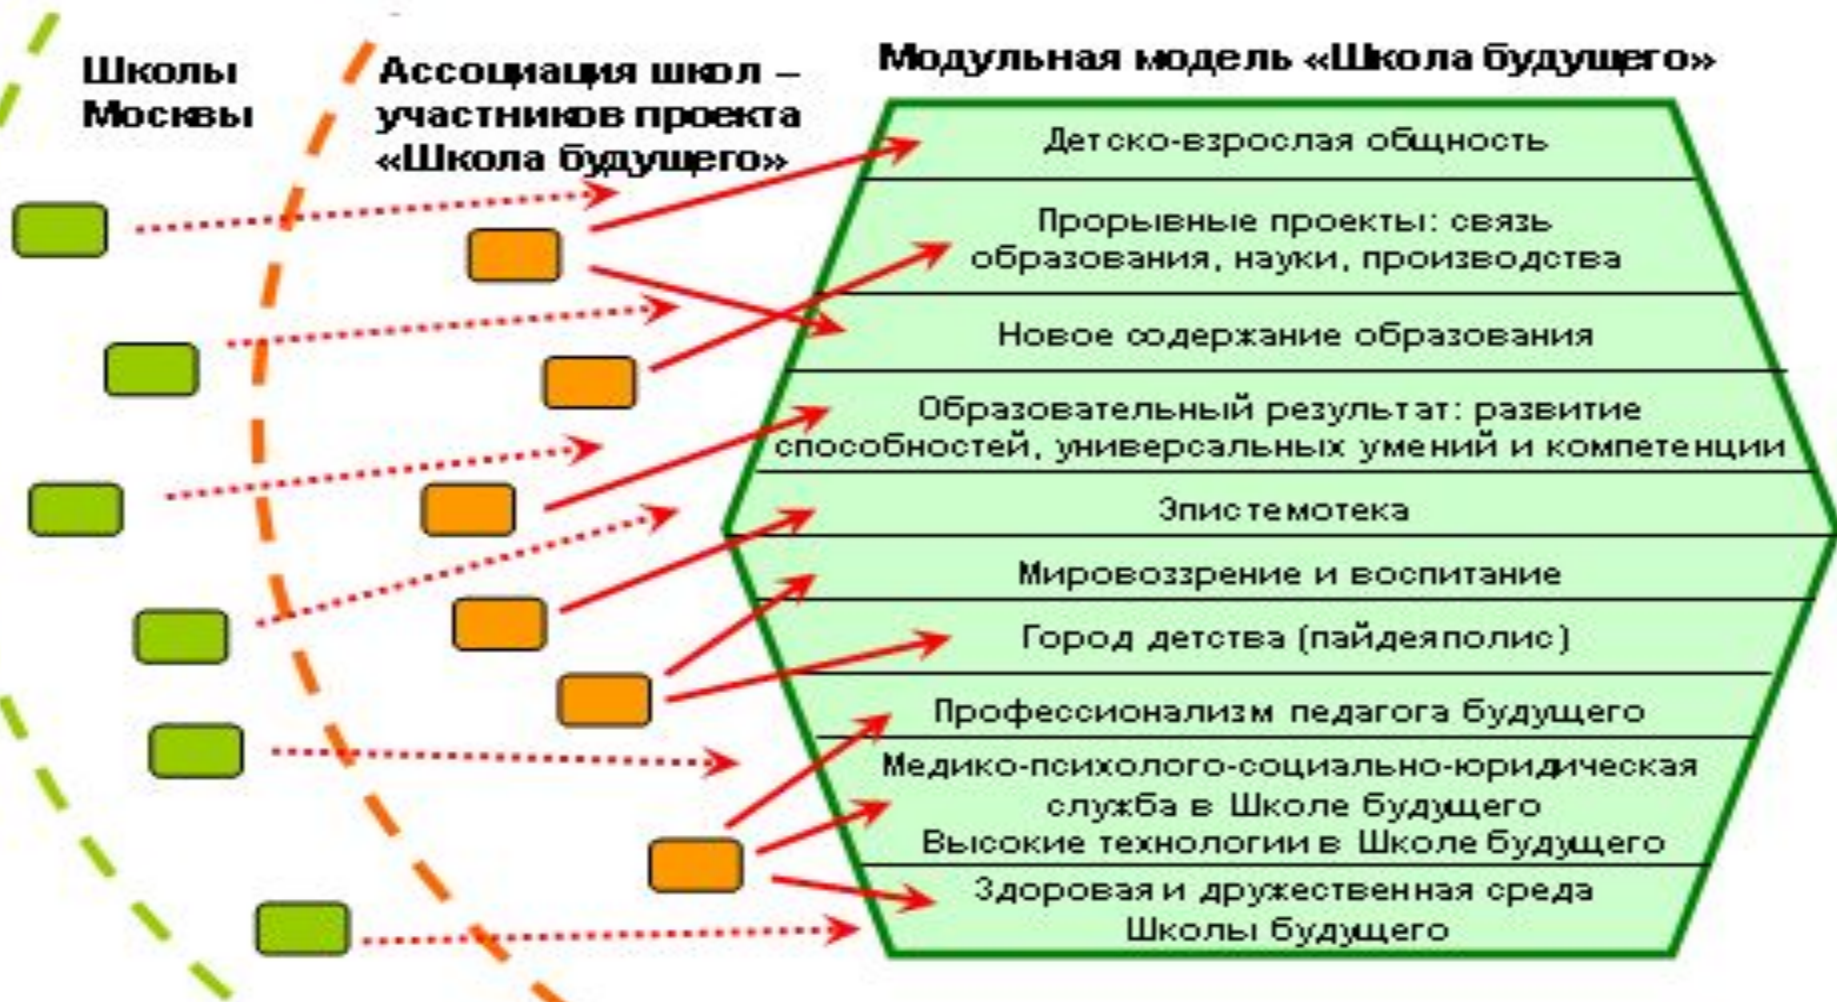 Школы
Москвы
Ассоциация школ –
участников проекта
«Школа будущего»
Модульная модель «Школа будущего»
Детско-взрослая общность
Прорывные проекты: связь
образования, науки, производства
Новое содержание образования
Образовательный результат: развитие
способностей, универсальных умений и компетенции
Эпистемотека
Мировоззрение и воспитание
Город детства (пайдеяполис)
Профессионализм педагога будущего
Медико-психолого-социально-юридическая
служба в Школе будущего
Высокие технологии в Школе будущего
Здоровая и дружественная среда
Школы будущего